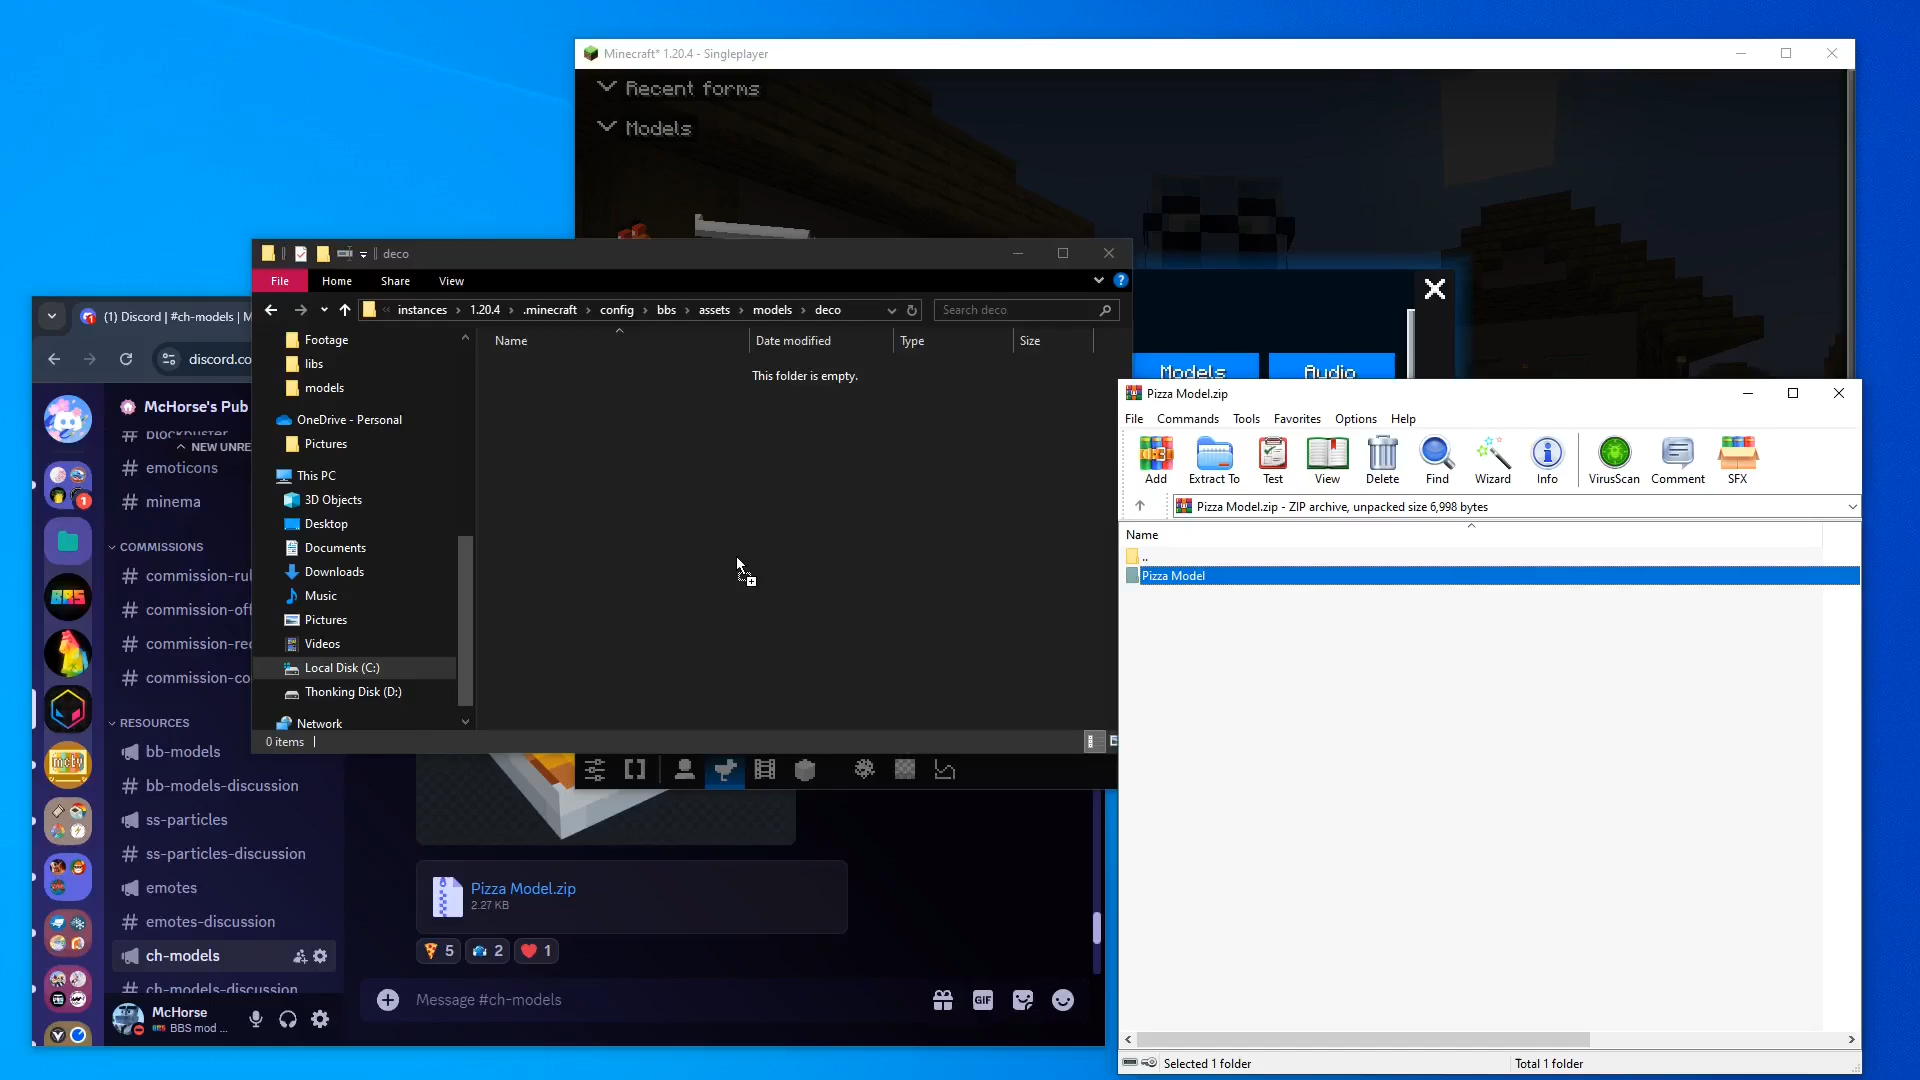 Minecraft* 1.20.4 - Singleplayer
Recent forms
Models
deco
File
Home
Share
View
instances
1.20.4
.minecraft
config
bbs
assets
models
deco
Search deco
Footage
libs
models
OneDrive - Personal
Pictures
This PC
3D Objects
Desktop
Documents
Downloads
Music
Pictures
Videos
Local Disk (C:)
Thonking Disk (D:)
Network
Name
Date modified
Type
Size
This folder is empty.
0 items
Models
Audio
Pizza Model.zip
File
Commands
Tools
Favorites
Options
Help
Add
Extract To
Test
View
Delete
Find
Wizard
Info
VirusScan
Comment
SFX
Pizza Model.zip - ZIP archive, unpacked size 6,998 bytes
Name
..
Pizza Model
Selected 1 folder
Total 1 folder
(1) Discord | #ch-models | M
discord.co
McHorse's Pub
blockbuster
NEW UNRE
emoticons
minema
COMMISSIONS
commission-rul
commission-off
commission-rec
commission-co
RESOURCES
bb-models
bb-models-discussion
ss-particles
ss-particles-discussion
emotes
emotes-discussion
ch-models
ch-models-discussion
1
BBS
mctv
McHorse
BBS BBS mod ...
Pizza Model.zip
2.27 KB
5
2
1
Message #ch-models
GIF